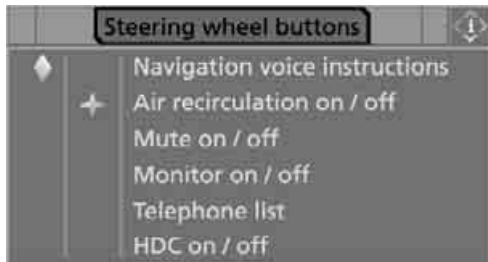 Steering wheel buttons
i
Navigation voice instructions
Air recirculation on / off
Mute on / off
Monitor on / off
Telephone list
HDC on / off